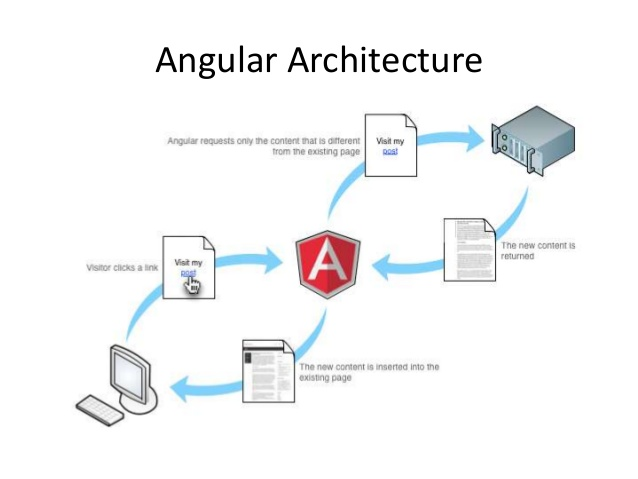 Angular Architecture
Angular requests only the content that is different
from the existing page
Visit my
post
The new content is
returned
Visitor clicks a link
Visit my
post
A
The new content is inserted into the
existing page